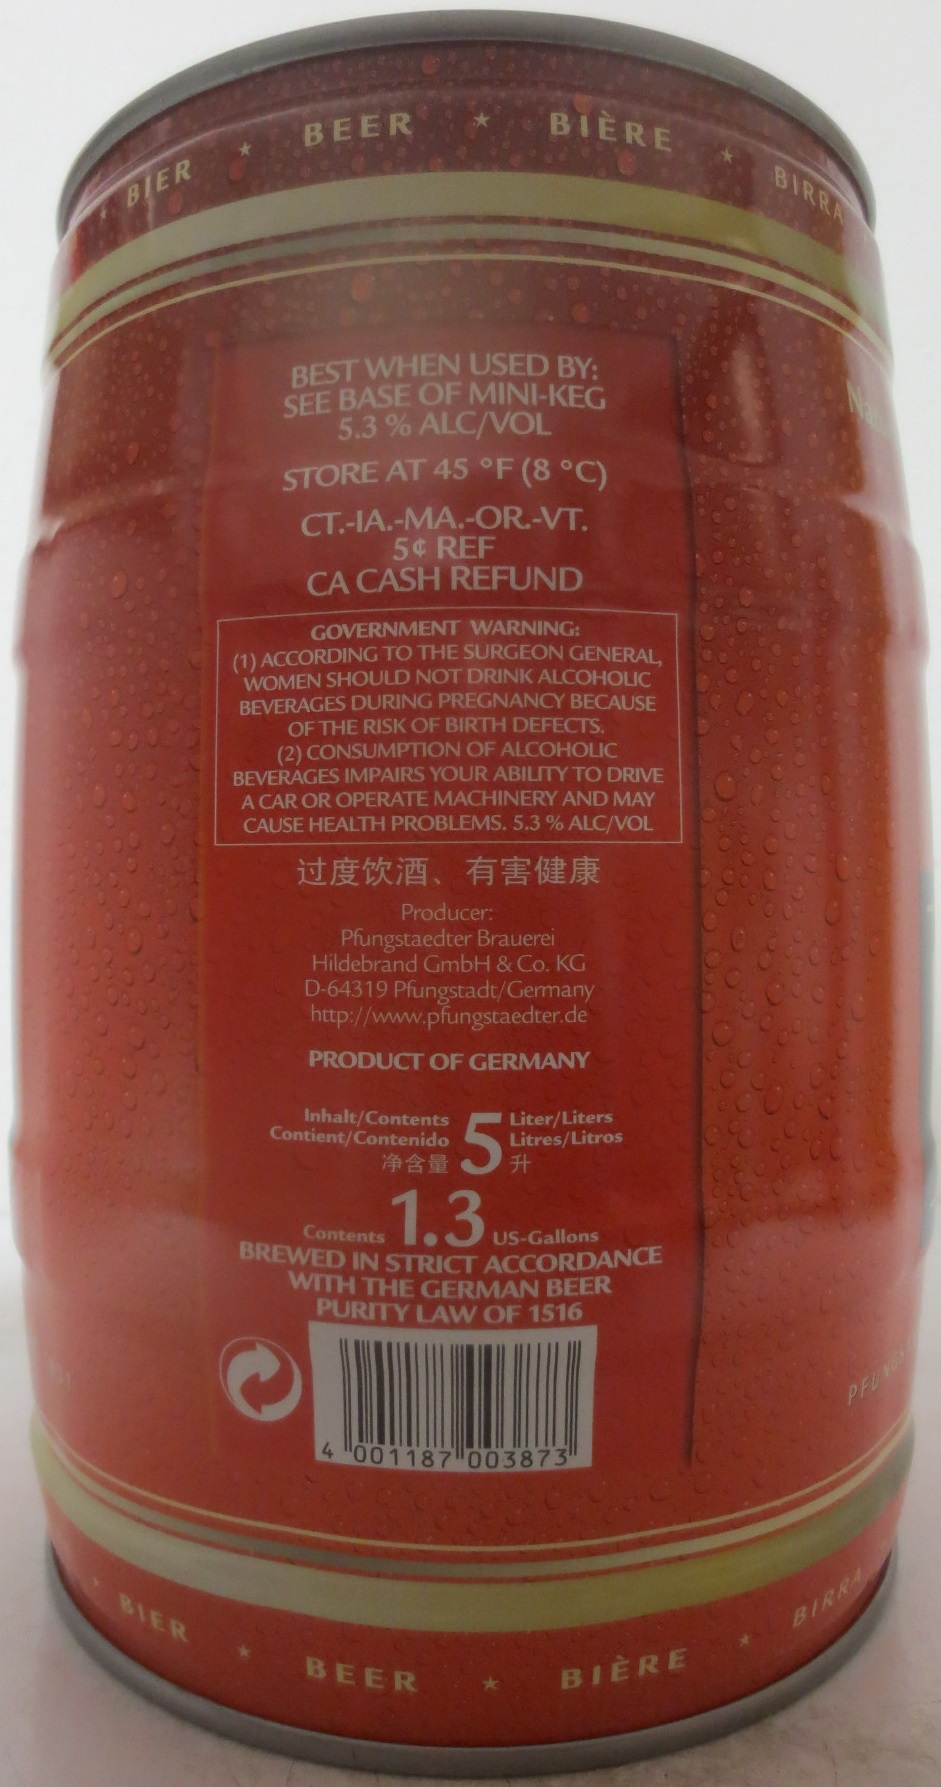 BIER ★ BEER ★ BIÈRE ★ BIRRA
BEST WHEN USED BY:
SEE BASE OF MINI-KEG
5.3 % ALC/VOL
STORE AT 45 °F (8 °C)
CT.-IA.-MA.-OR.-VT.
5¢ REF
CA CASH REFUND
GOVERNMENT WARNING:
(1) ACCORDING TO THE SURGEON GENERAL,
WOMEN SHOULD NOT DRINK ALCOHOLIC
BEVERAGES DURING PREGNANCY BECAUSE
OF THE RISK OF BIRTH DEFECTS.
(2) CONSUMPTION OF ALCOHOLIC
BEVERAGES IMPAIRS YOUR ABILITY TO DRIVE
A CAR OR OPERATE MACHINERY AND MAY
CAUSE HEALTH PROBLEMS. 5.3 % ALC/VOL
过度饮酒、有害健康
Producer:
Pfungstaedter Brauerei
Hildebrand GmbH & Co. KG
D-64319 Pfungstadt/Germany
http://www.pfungstaedter.de
PRODUCT OF GERMANY
Inhalt/Contents 5 Liter/Liters
Contient/Contenido Litres/Litros
净含量 升
Contents 1.3 US-Gallons
BREWED IN STRICT ACCORDANCE
WITH THE GERMAN BEER
PURITY LAW OF 1516
4 001187 003873
BIER ★ BEER ★ BIÈRE ★ BIRRA